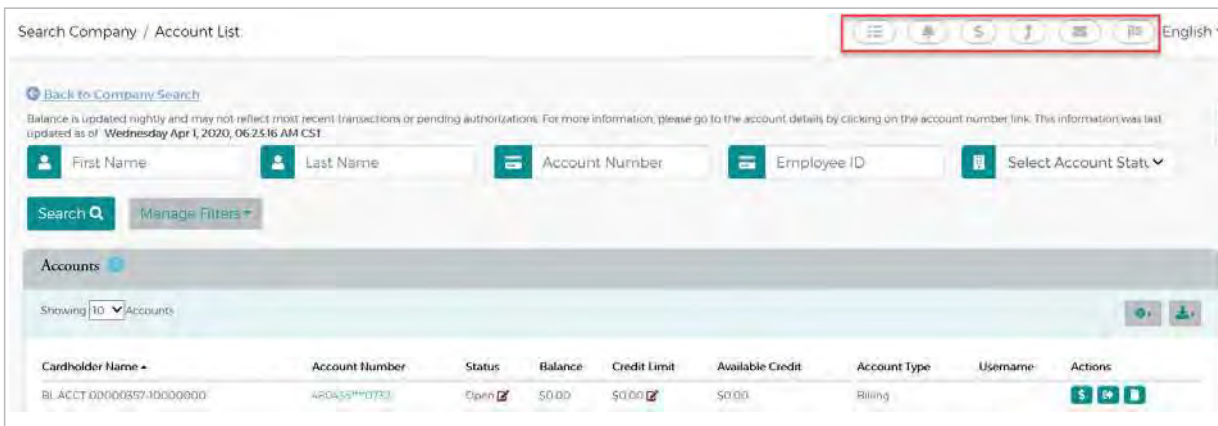 Search Company / Account List
English
Back to Company Search
Balance is updated nightly and may not reflect most recent transactions or pending authorizations. For more information, please go to the account details by clicking on the account number link. This information was last
updated as of Wednesday Apr 1, 2020, 06:23:16 AM CST.
First Name Last Name Account Number Employee ID Select Account Statu
Search Manage Filters
Accounts
Showing 10 Accounts
Cardholder Name Account Number Status Balance Credit Limit Available Credit Account Type Username Actions
BL ACCT 00000357-10000000 Open $0.00 $0.00 $0.00 Billing